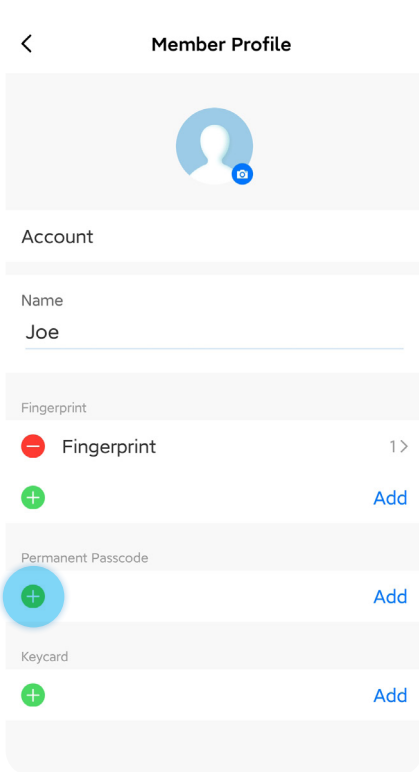 Member Profile
Account
Name
Joe
Fingerprint
Fingerprint 1
Add
Permanent Passcode
Add
Keycard
Add